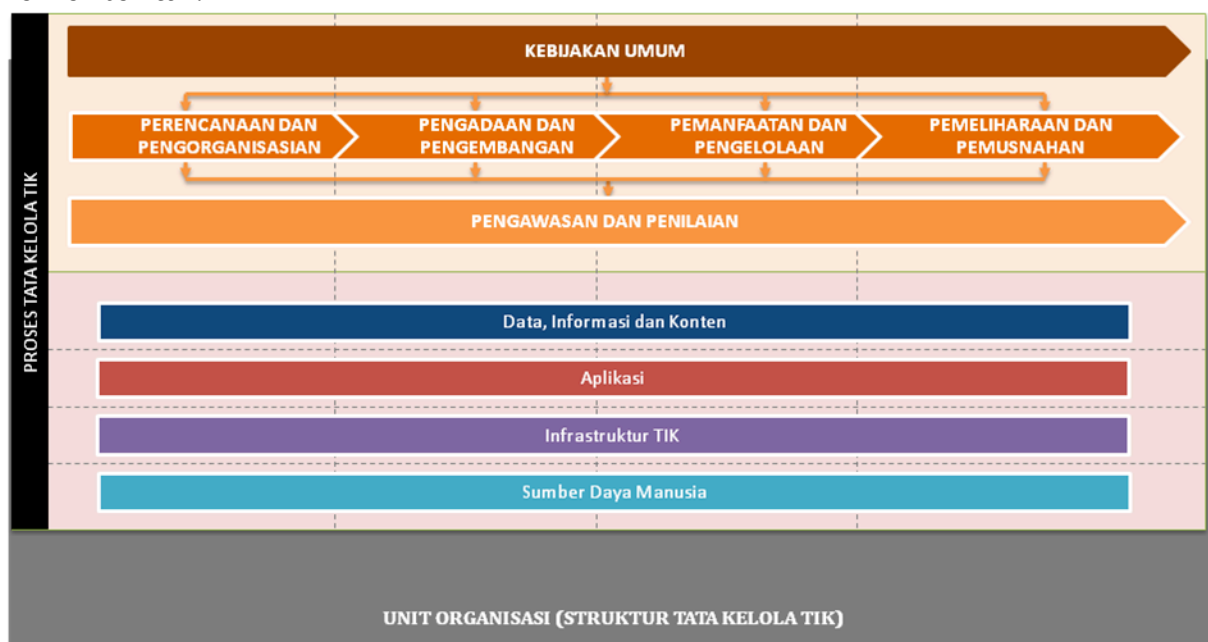 KEBIJAKAN UMUM
PERENCANAAN DAN
PENGORGANISASIAN
PENGADAAN DAN
PENGEMBANGAN
PEMANFAATAN DAN
PENGELOLAAN
PEMELIHARAAN DAN
PEMUSNAHAN
PENGAWASAN DAN PENILAIAN
PROSES TATA KELOLA TIK
Data, Informasi dan Konten
Aplikasi
Infrastruktur TIK
Sumber Daya Manusia
UNIT ORGANISASI (STRUKTUR TATA KELOLA TIK)